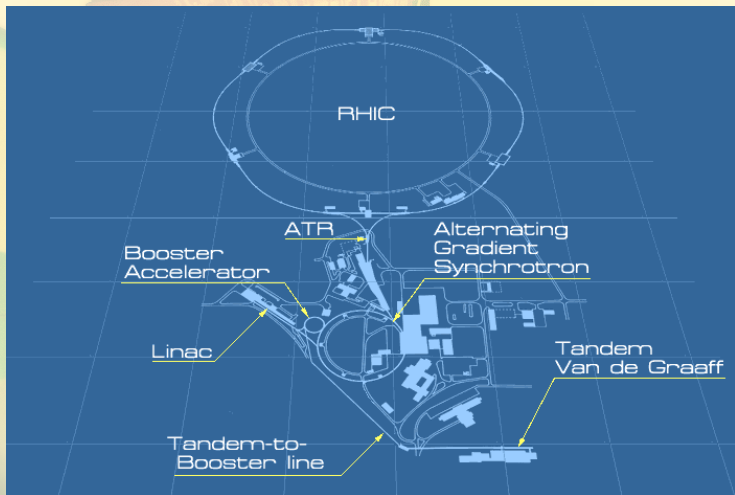 RHIC
ATR
Alternating
Gradient
Synchrotron
Booster
Accelerator
Linac
Tandem
Van de Graaff
Tandem-to-
Booster line